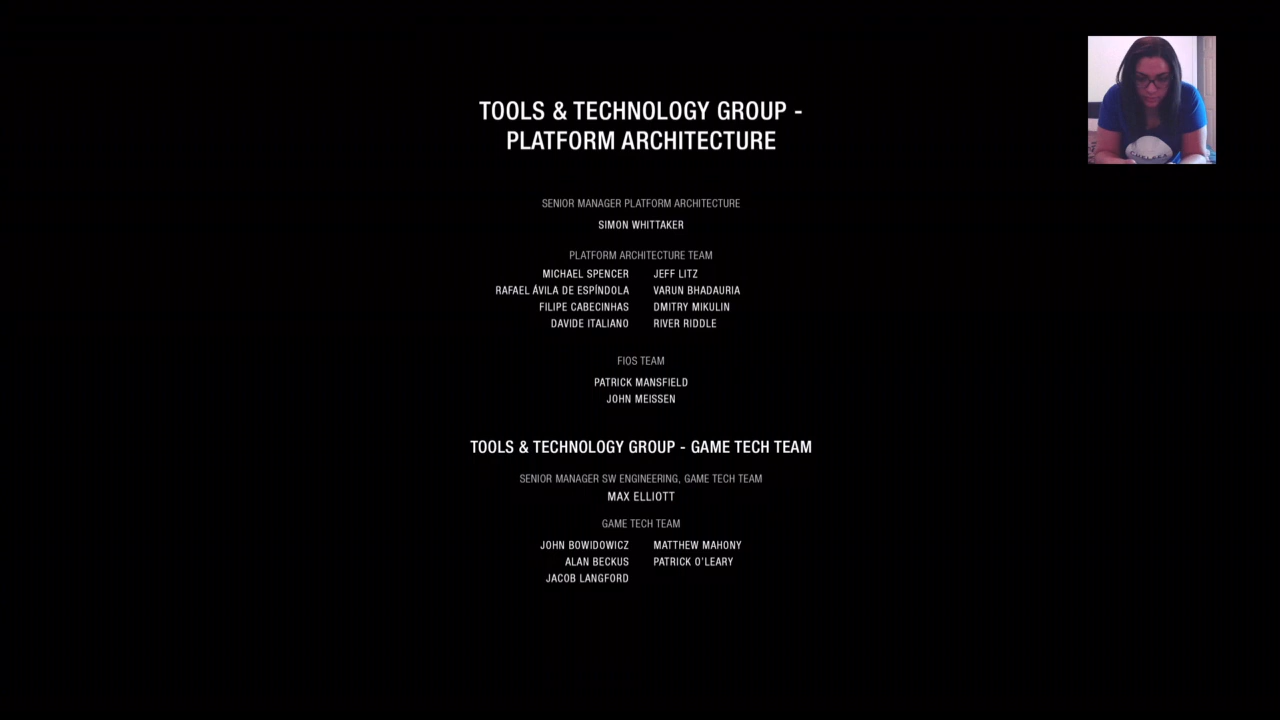 TOOLS & TECHNOLOGY GROUP -
PLATFORM ARCHITECTURE
SENIOR MANAGER PLATFORM ARCHITECTURE
SIMON WHITTAKER
PLATFORM ARCHITECTURE TEAM
MICHAEL SPENCER JEFF LITZ
RAFAEL ÁVILA DE ESPÍNDOLA VARUN BHADAURIA
FILIPE CABECINHAS DMITRY MIKULIN
DAVIDE ITALIANO RIVER RIDDLE
FIOS TEAM
PATRICK MANSFIELD
JOHN MEISSEN
TOOLS & TECHNOLOGY GROUP - GAME TECH TEAM
SENIOR MANAGER SW ENGINEERING, GAME TECH TEAM
MAX ELLIOTT
GAME TECH TEAM
JOHN BOWIDOWICZ MATTHEW MAHONY
ALAN BECKUS PATRICK O'LEARY
JACOB LANGFORD
CHELSEA